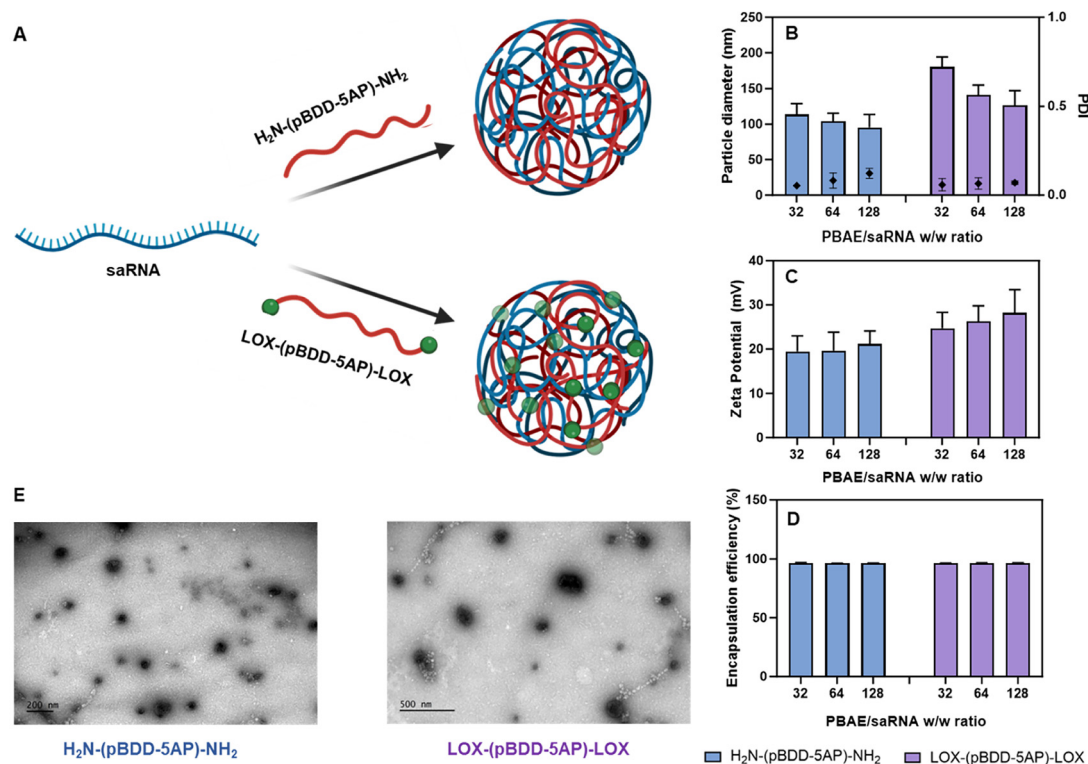 A
H₂N-(pBDD-5AP)-NH₂
saRNA
LOX-(pBDD-5AP)-LOX
B
Particle diameter (nm)
250
200
150
100
50
0
1.0
0.5
0.0
PDI
32 64 128 32 64 128
PBAE/saRNA w/w ratio
C
Zeta Potential (mV)
40
30
20
10
0
32 64 128 32 64 128
PBAE/saRNA w/w ratio
D
Encapsulation efficiency (%)
150
100
50
0
32 64 128 32 64 128
PBAE/saRNA w/w ratio
E
200 nm
500 nm
H₂N-(pBDD-5AP)-NH₂
LOX-(pBDD-5AP)-LOX
H₂N-(pBDD-5AP)-NH₂ LOX-(pBDD-5AP)-LOX